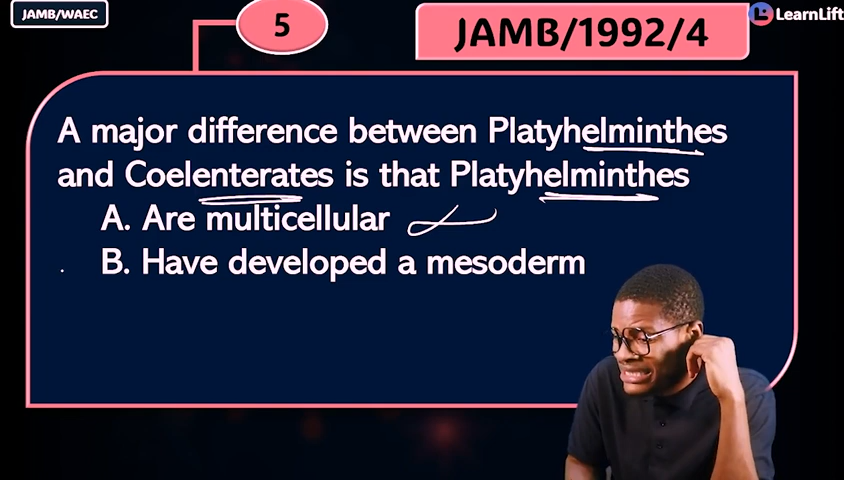 JAMB/WAEC
5
JAMB/1992/4
LearnLift
A major difference between Platyhelminthes
and Coelenterates is that Platyhelminthes
A. Are multicellular
B. Have developed a mesoderm